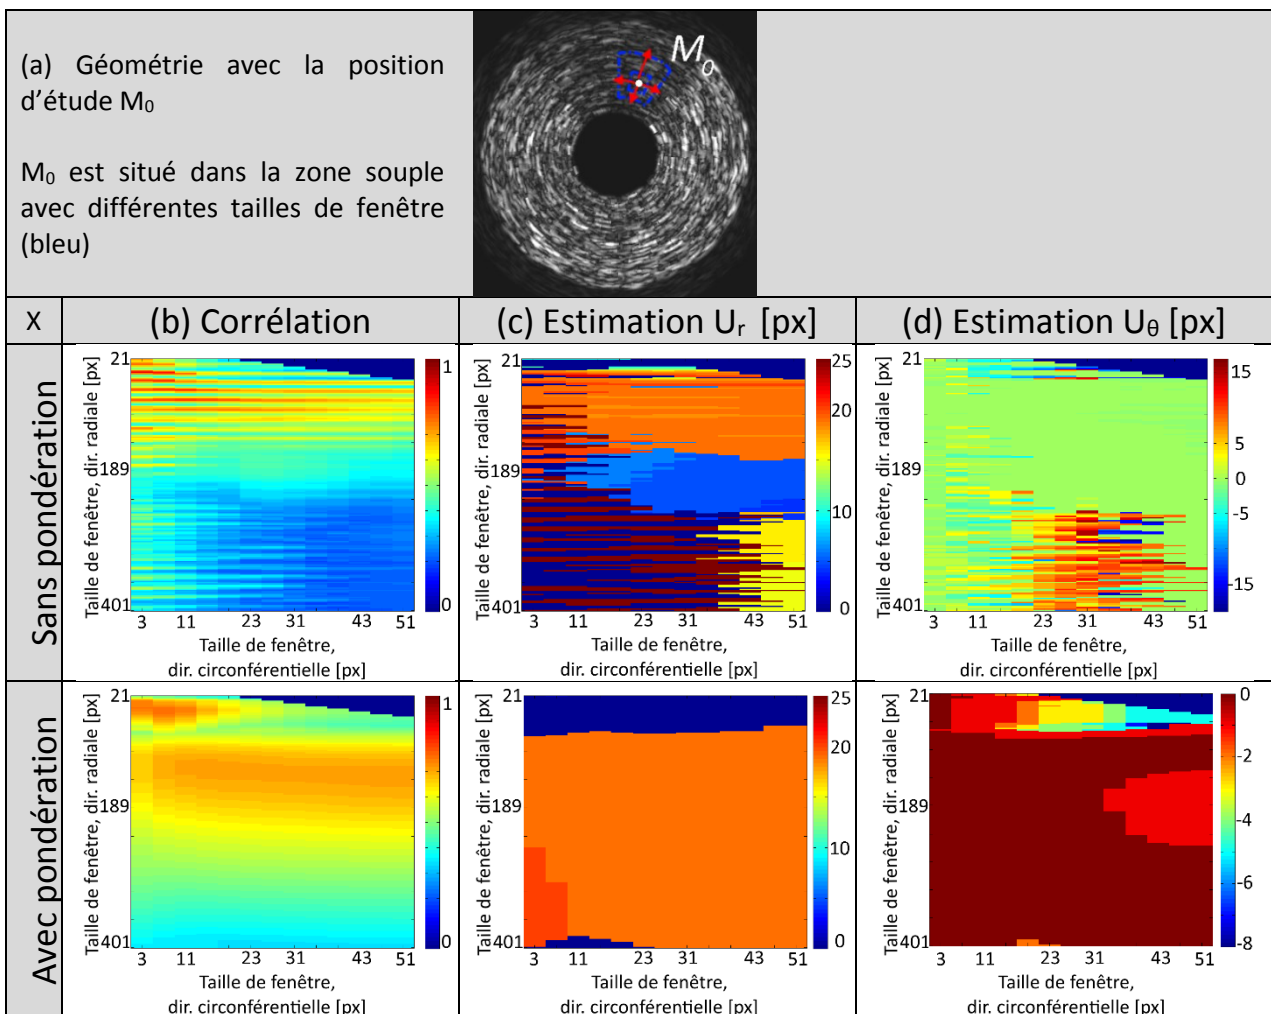 (a) Géométrie avec la position
d'étude M₀
M₀ est situé dans la zone souple
avec différentes tailles de fenêtre
(bleu)
M₀
X
(b) Corrélation
(c) Estimation Uᵣ [px]
(d) Estimation U_θ [px]
Sans pondération
Taille de fenêtre, dir. radiale [px]
21
189
401
3 11 23 31 43 51
Taille de fenêtre,
dir. circonférentielle [px]
1
0
Taille de fenêtre, dir. radiale [px]
21
189
401
3 11 23 31 43 51
Taille de fenêtre,
dir. circonférentielle [px]
25
20
10
0
Taille de fenêtre, dir. radiale [px]
21
189
401
3 11 23 31 43 51
Taille de fenêtre,
dir. circonférentielle [px]
15
5
0
-5
-15
Avec pondération
Taille de fenêtre, dir. radiale [px]
21
189
401
3 11 23 31 43 51
Taille de fenêtre,
dir. circonférentielle [px]
1
0
Taille de fenêtre, dir. radiale [px]
21
189
401
3 11 23 31 43 51
Taille de fenêtre,
dir. circonférentielle [px]
25
20
10
0
Taille de fenêtre, dir. radiale [px]
21
189
401
3 11 23 31 43 51
Taille de fenêtre,
dir. circonférentielle [px]
0
-2
-4
-6
-8